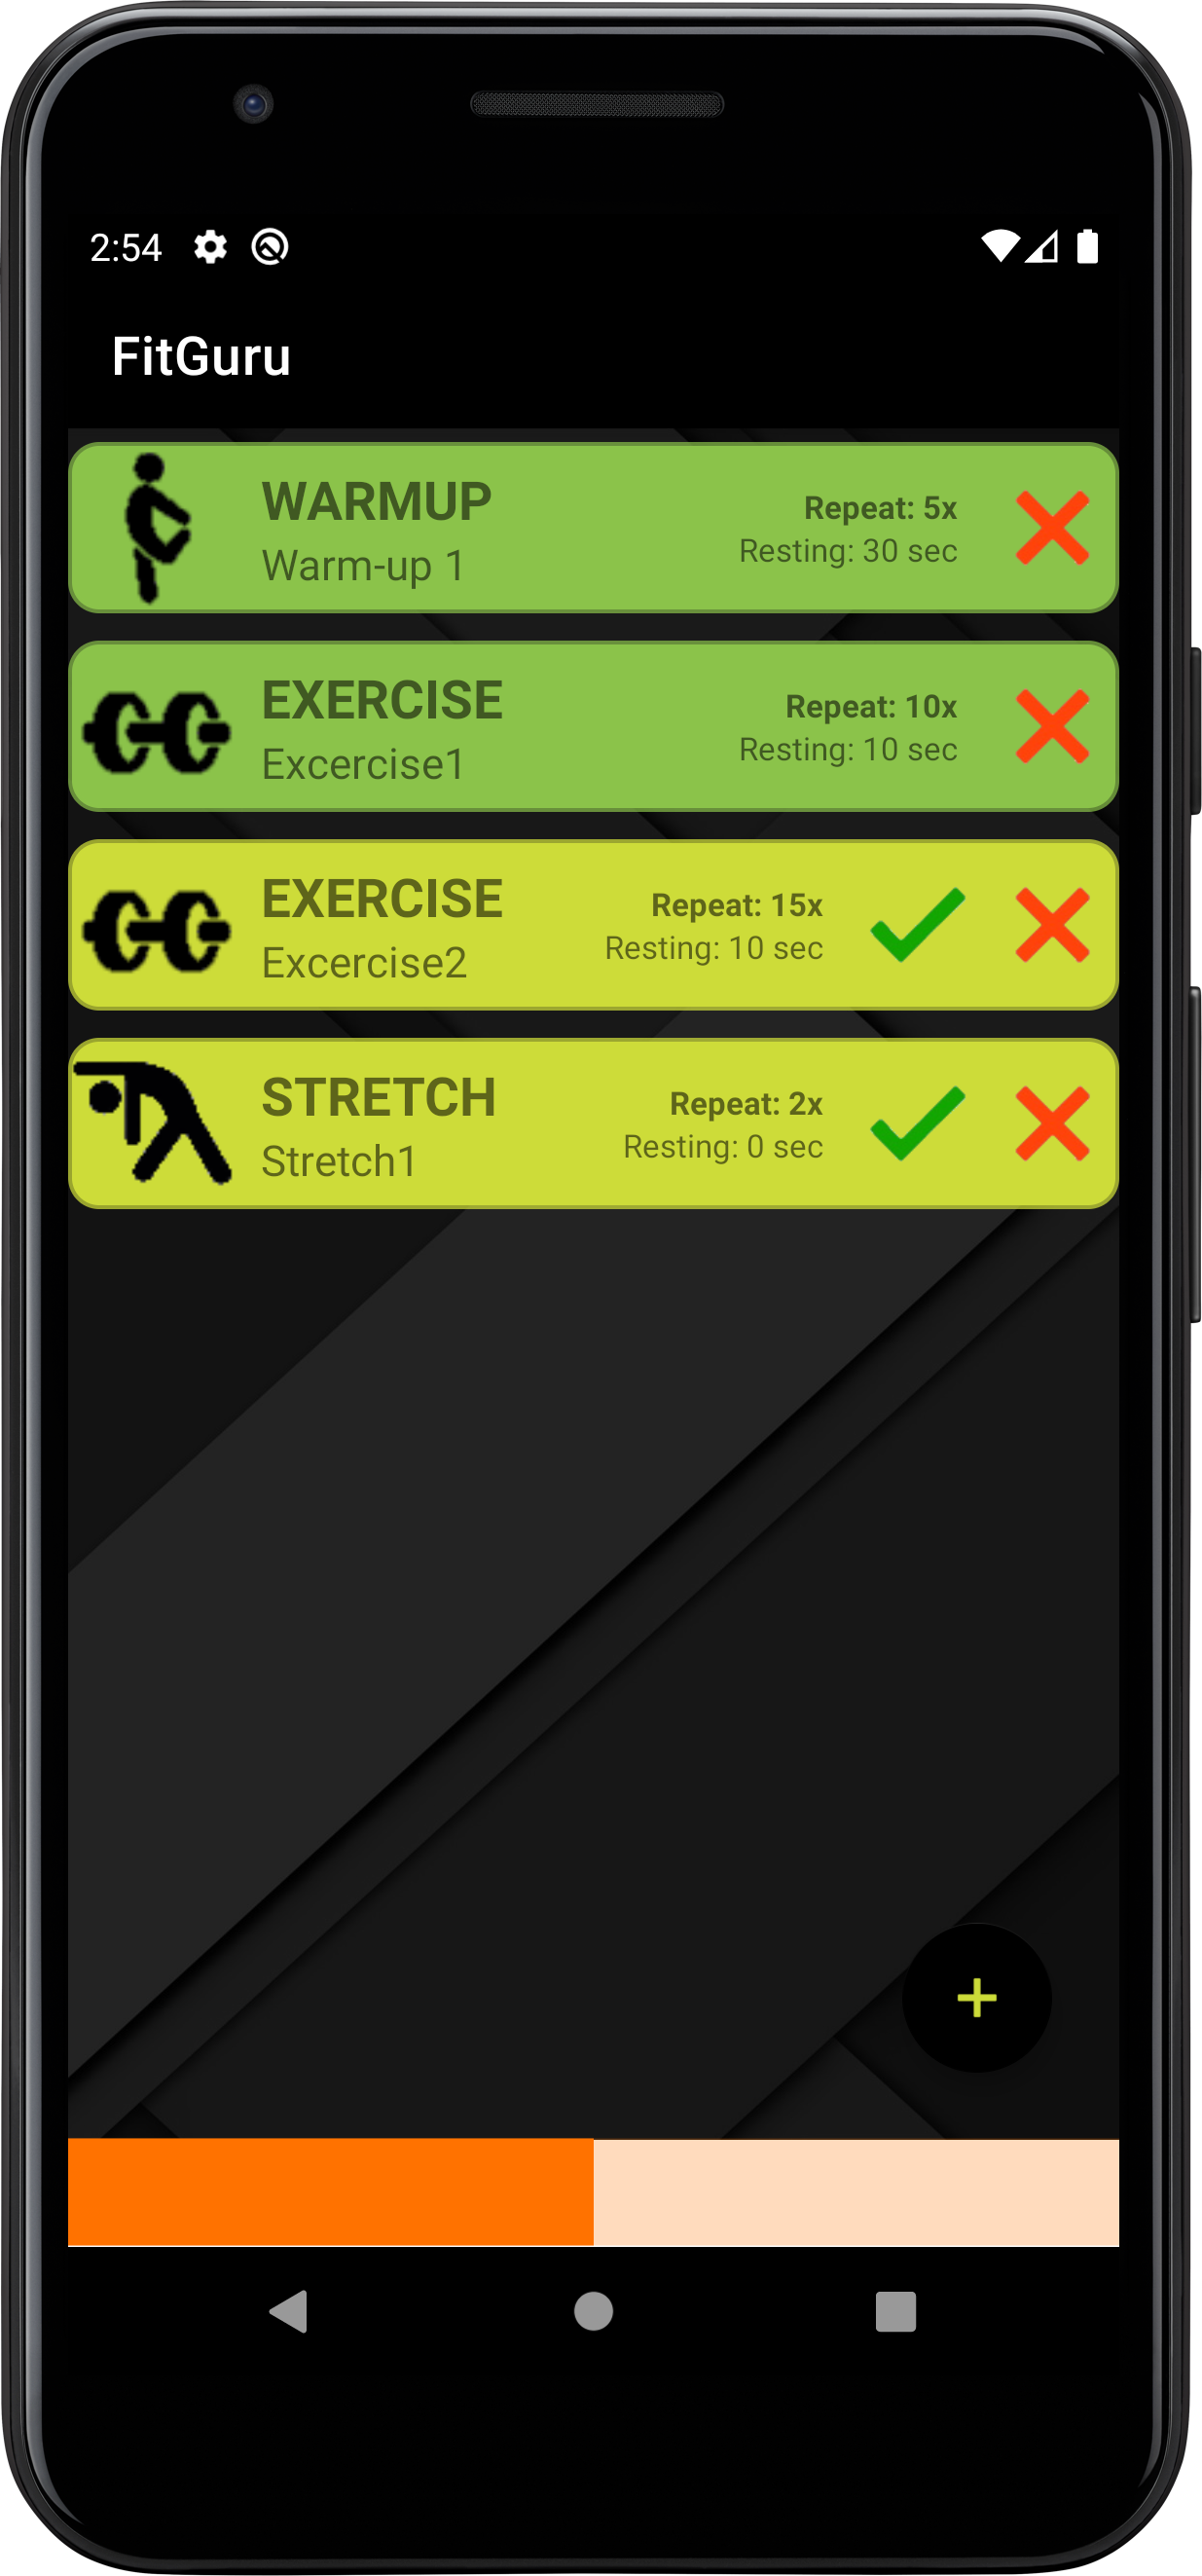 2:54
FitGuru
WARMUP
Warm-up 1
Repeat: 5x
Resting: 30 sec
EXERCISE
Excercise1
Repeat: 10x
Resting: 10 sec
EXERCISE
Excercise2
Repeat: 15x
Resting: 10 sec
STRETCH
Stretch1
Repeat: 2x
Resting: 0 sec